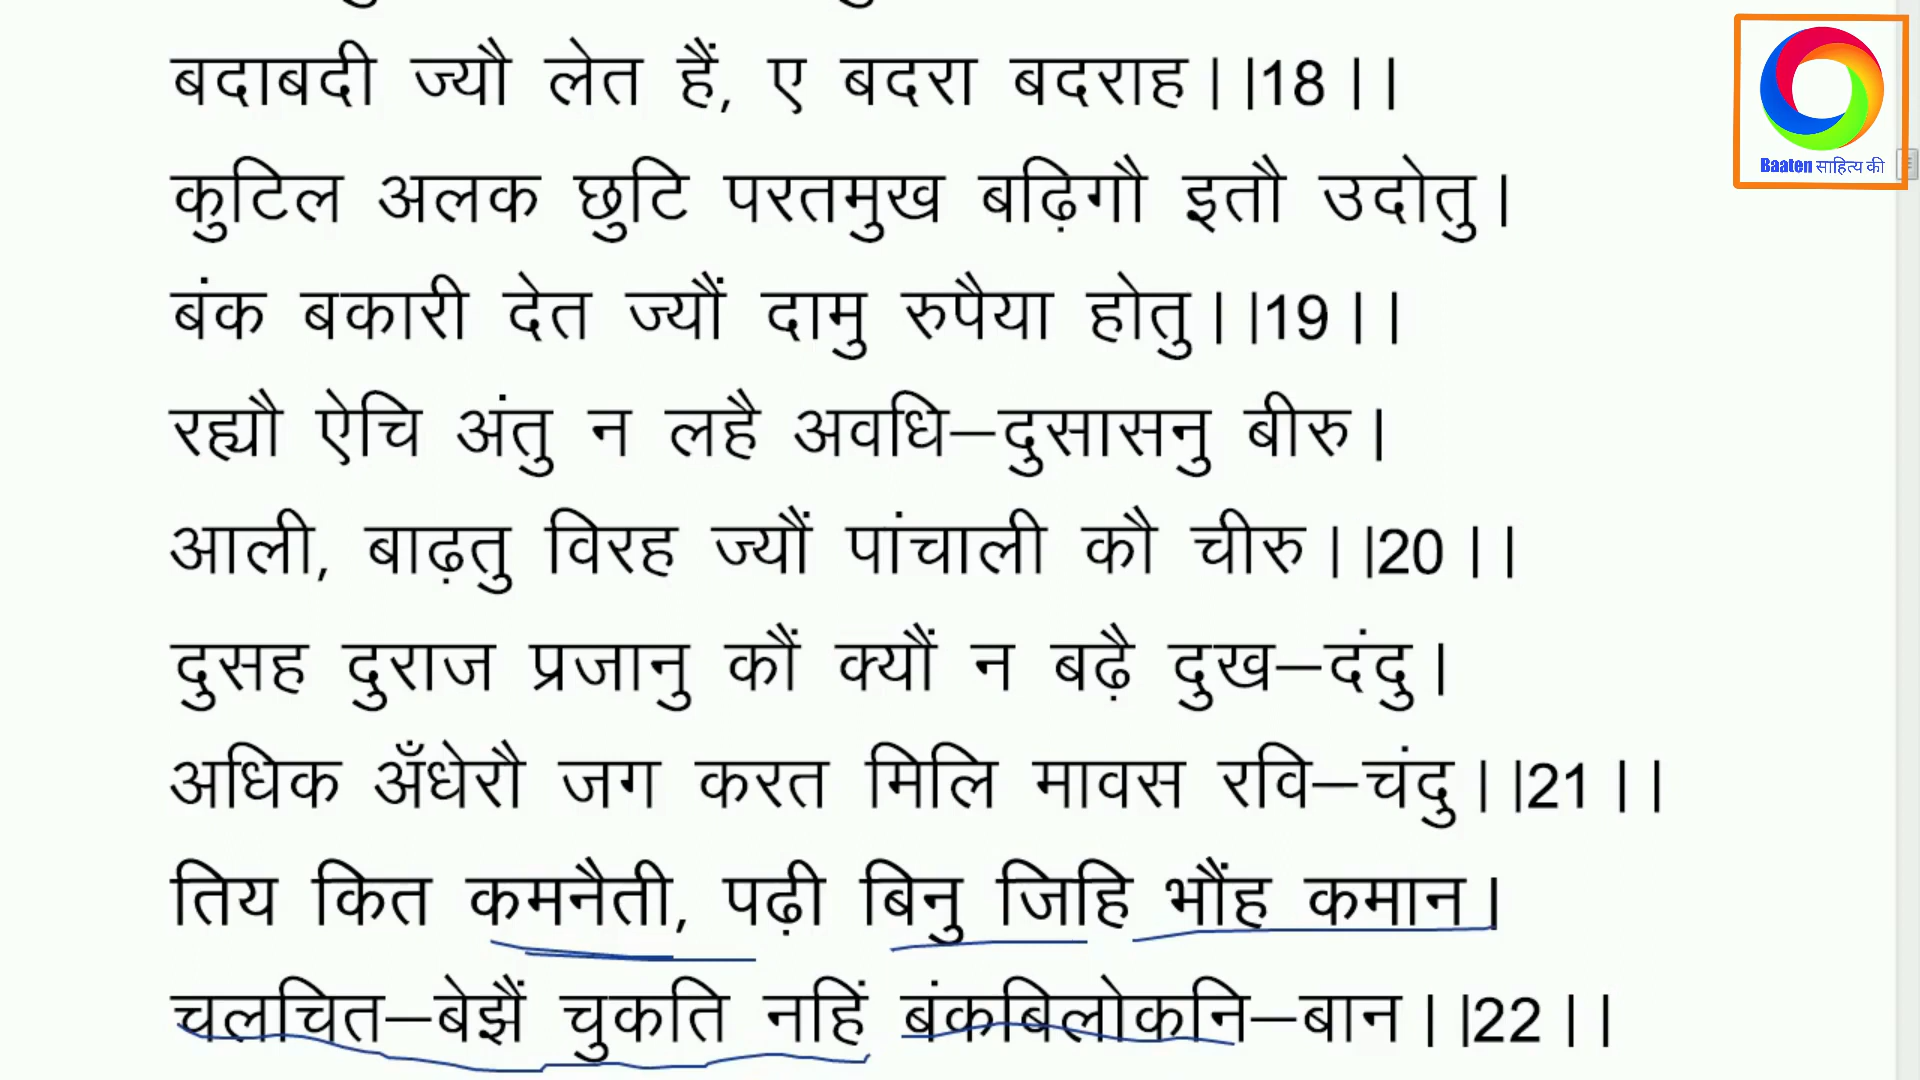 बदाबदी ज्यौ लेत हैं, ए बदरा बदराह।।18।।
कुटिल अलक छुटि परतमुख बढ़िगौ इतौ उदोतु।
बंक बकारी देत ज्यौं दामु रुपैया होतु।।19।।
रह्यौ ऐचि अंतु न लहै अवधि–दुसासनु बीरु।
आली, बाढ़तु विरह ज्यौं पांचाली कौ चीरु।।20।।
दुसह दुराज प्रजानु कौं क्यौं न बढ़ै दुख–दंदु।
अधिक अँधेरौ जग करत मिलि मावस रवि–चंदु।।21।।
तिय कित कमनैती, पढ़ी बिनु जिहि भौंह कमान।
चलचित–बेझैं चुकति नहिं बंकबिलोकनि–बान।।22।।
Baaten साहित्य की